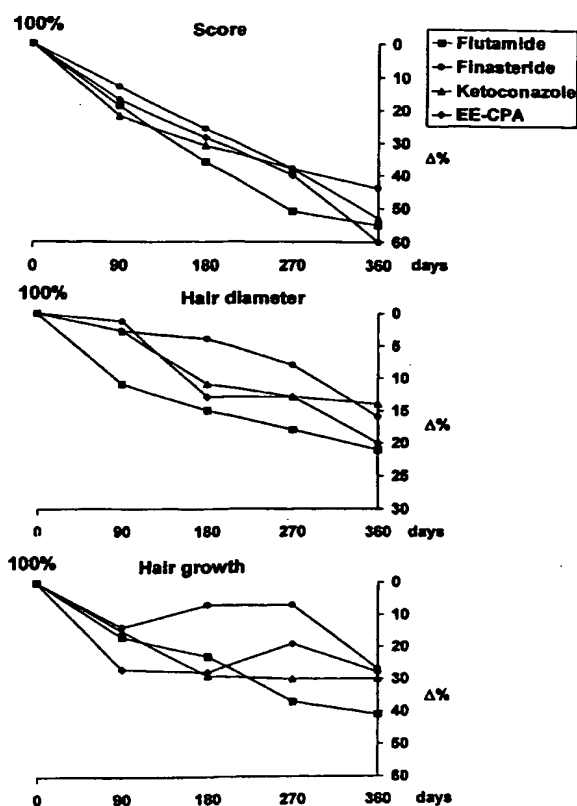 100%
Score
0
10
20
30
40
50
60
Δ%
Flutamide
Finasteride
Ketoconazole
EE-CPA
0 90 180 270 360 days
100%
Hair diameter
0
5
10
15
20
25
30
Δ%
0 90 180 270 360 days
100%
Hair growth
0
10
20
30
40
50
60
Δ%
0 90 180 270 360 days